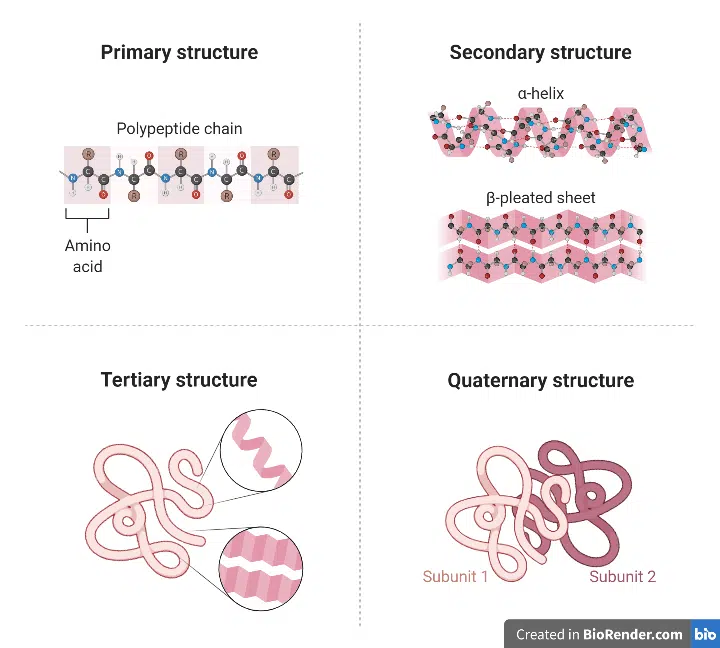 Primary structure
Polypeptide chain
R
H
H
O
R
H
H
O
R
N
C
C
N
C
C
N
C
C
N
C
C
N
C
C
H
H
O
R
H
H
O
R
H
H
O
Amino
acid
Secondary structure
α-helix
β-pleated sheet
Tertiary structure
Quaternary structure
Subunit 1
Subunit 2
Created in BioRender.com bio